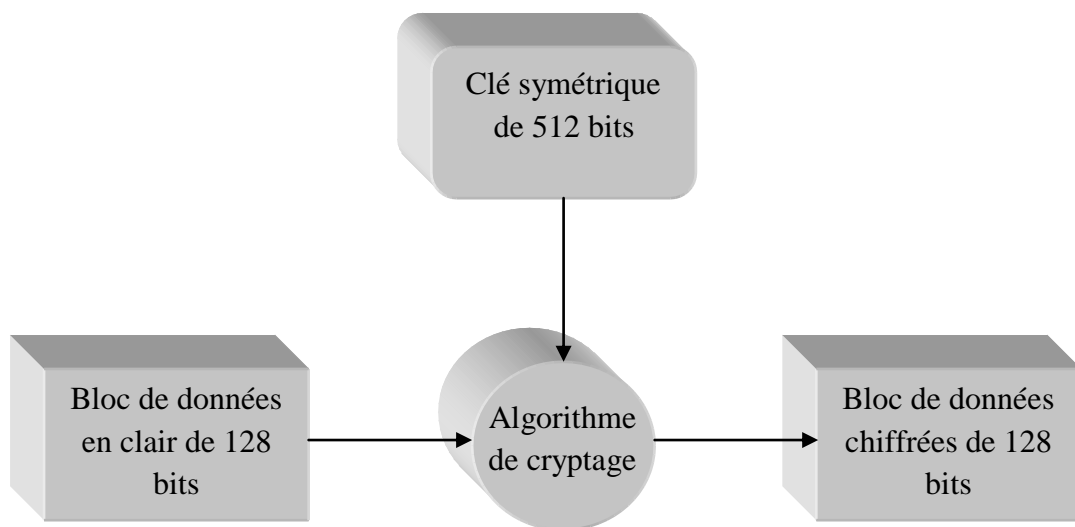 Clé symétrique
de 512 bits
Bloc de données
en clair de 128
bits
Algorithme
de cryptage
Bloc de données
chiffrées de 128
bits